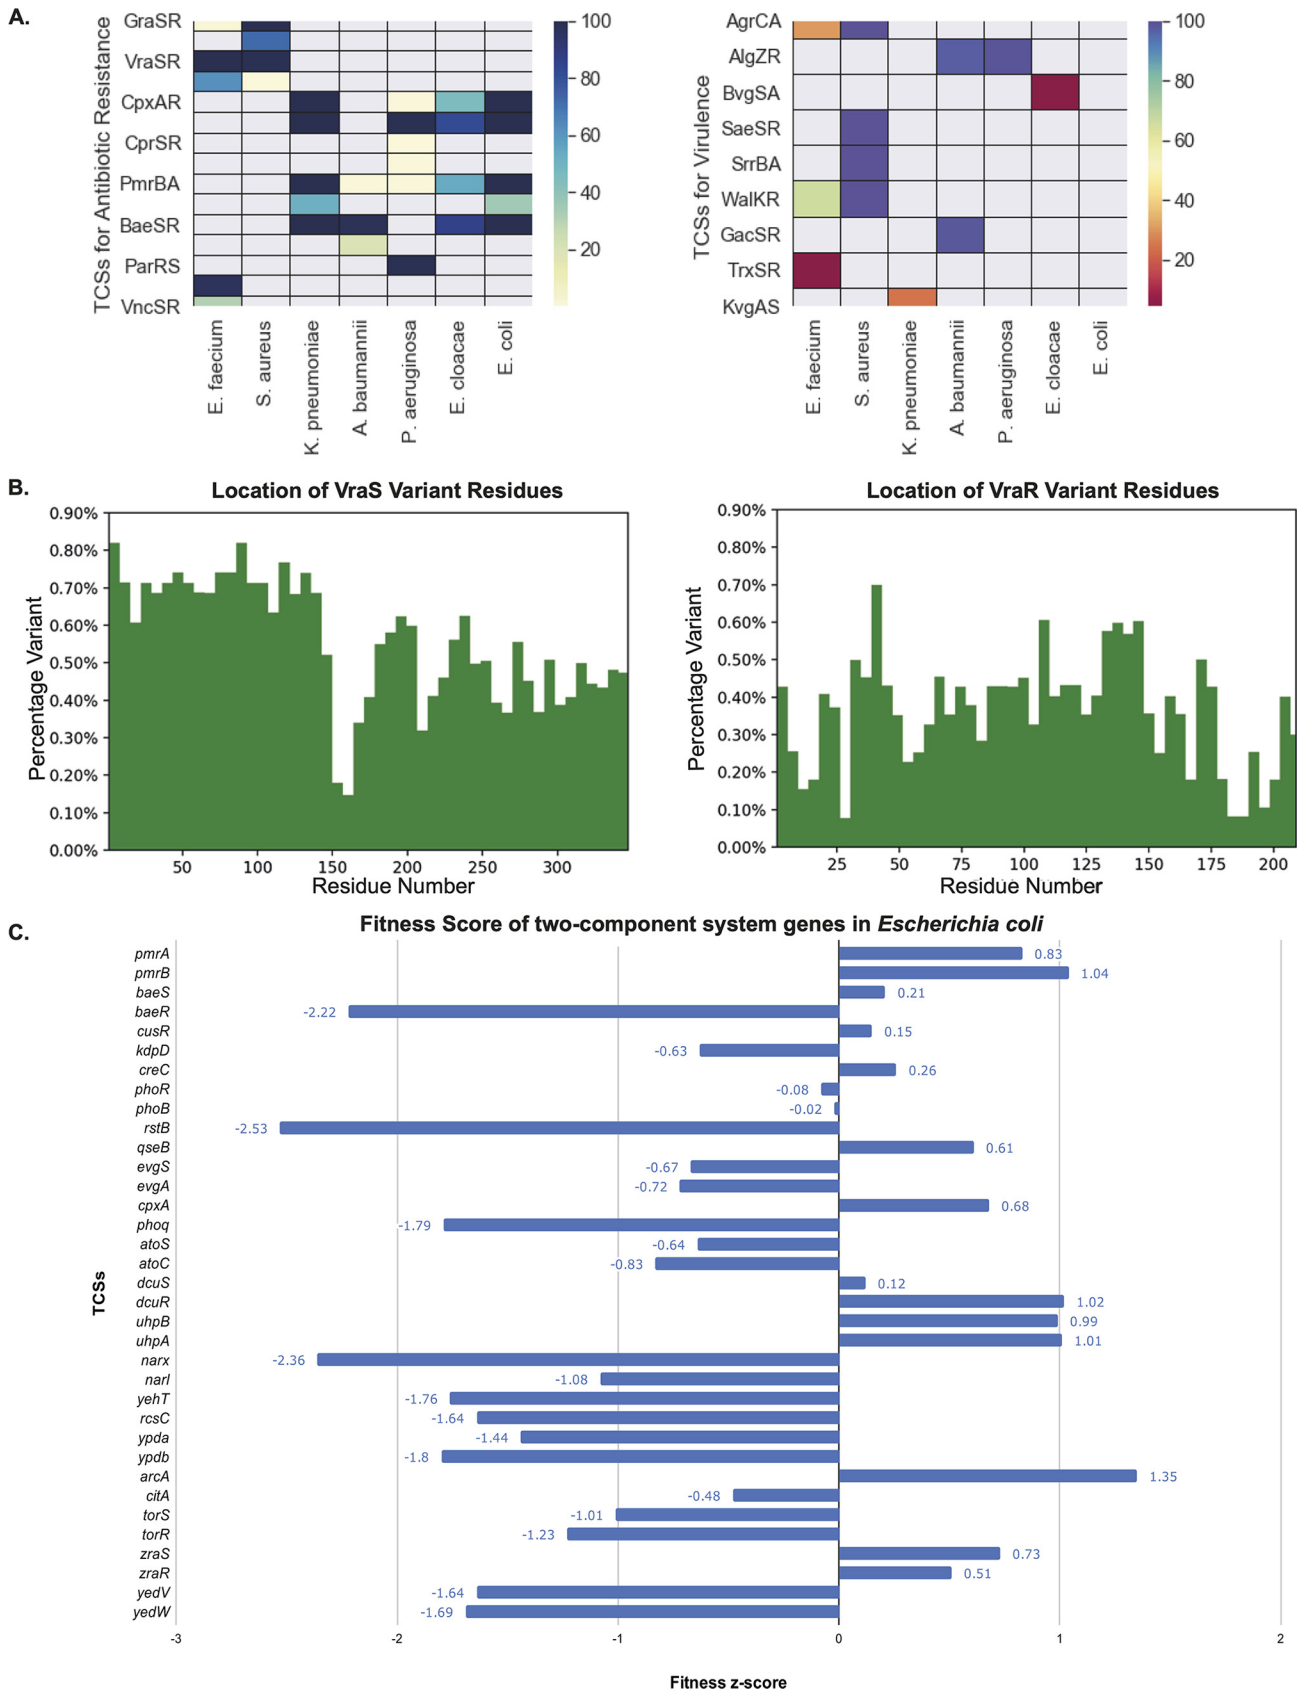 A.
TCSs for Antibiotic Resistance
GraSR
VraSR
CpxAR
CprSR
PmrBA
BaeSR
ParRS
VncSR
E. faecium
S. aureus
K. pneumoniae
A. baumannii
P. aeruginosa
E. cloacae
E. coli
100
80
60
40
20
TCSs for Virulence
AgrCA
AlgZR
BvgSA
SaeSR
SrrBA
WalKR
GacSR
TrxSR
KvgAS
E. faecium
S. aureus
K. pneumoniae
A. baumannii
P. aeruginosa
E. cloacae
E. coli
100
80
60
40
20
B.
Location of VraS Variant Residues
Percentage Variant
0.90%
0.80%
0.70%
0.60%
0.50%
0.40%
0.30%
0.20%
0.10%
0.00%
50 100 150 200 250 300
Residue Number
Location of VraR Variant Residues
Percentage Variant
0.90%
0.80%
0.70%
0.60%
0.50%
0.40%
0.30%
0.20%
0.10%
0.00%
25 50 75 100 125 150 175 200
Residue Number
C.
Fitness Score of two-component system genes in Escherichia coli
TCSs
pmrA 0.83
pmrB 1.04
baeS 0.21
baeR -2.22
cusR 0.15
kdpD -0.63
creC 0.26
phoR -0.08
phoB -0.02
rstB -2.53
qseB 0.61
evgS -0.67
evgA -0.72
cpxA 0.68
phoq -1.79
atoS -0.64
atoC -0.83
dcuS 0.12
dcuR 1.02
uhpB 0.99
uhpA 1.01
narx -2.36
narl -1.08
yehT -1.76
rcsC -1.64
ypda -1.44
ypdb -1.8
arcA 1.35
citA -0.48
torS -1.01
torR -1.23
zraS 0.73
zraR 0.51
yedV -1.64
yedW -1.69
-3 -2 -1 0 1 2
Fitness z-score